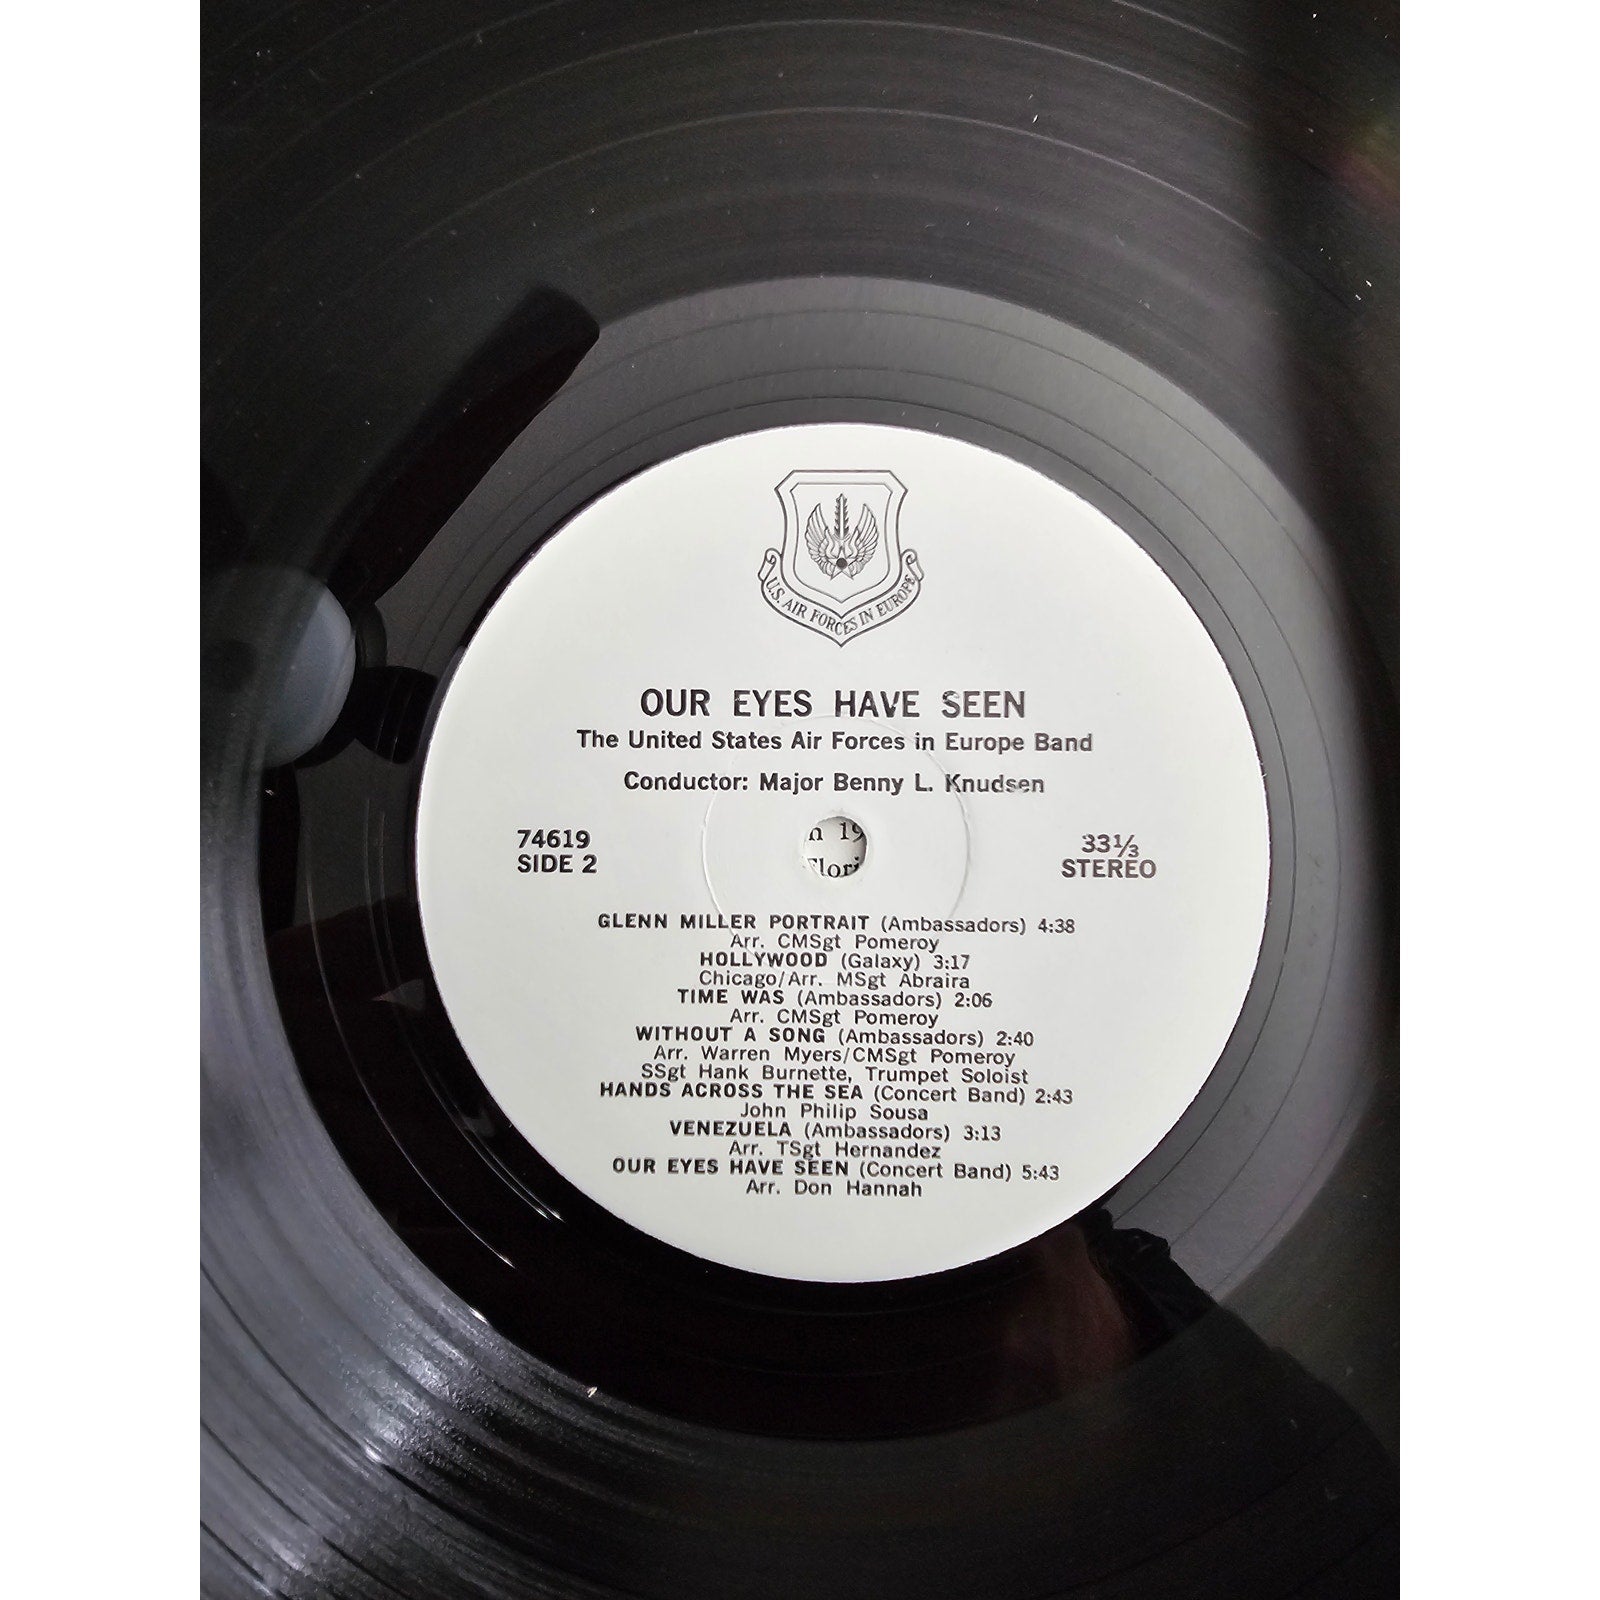 U.S. AIR FORCES IN EUROPE
OUR EYES HAVE SEEN
The United States Air Forces in Europe Band
Conductor: Major Benny L. Knudsen
74619
SIDE 2
n 19
Flori
33⅓
STEREO
GLENN MILLER PORTRAIT (Ambassadors) 4:38
Arr. CMSgt Pomeroy
HOLLYWOOD (Galaxy) 3:17
Chicago/Arr. MSgt Abraira
TIME WAS (Ambassadors) 2:06
Arr. CMSgt Pomeroy
WITHOUT A SONG (Ambassadors) 2:40
Arr. Warren Myers/CMSgt Pomeroy
SSgt Hank Burnette, Trumpet Soloist
HANDS ACROSS THE SEA (Concert Band) 2:43
John Philip Sousa
VENEZUELA (Ambassadors) 3:13
Arr. TSgt Hernandez
OUR EYES HAVE SEEN (Concert Band) 5:43
Arr. Don Hannah